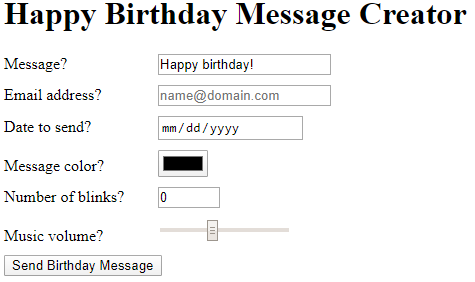 Happy Birthday Message Creator
Message? Happy birthday!
Email address? name@domain.com
Date to send? mm/dd/yyyy
Message color?
Number of blinks? 0
Music volume?
Send Birthday Message